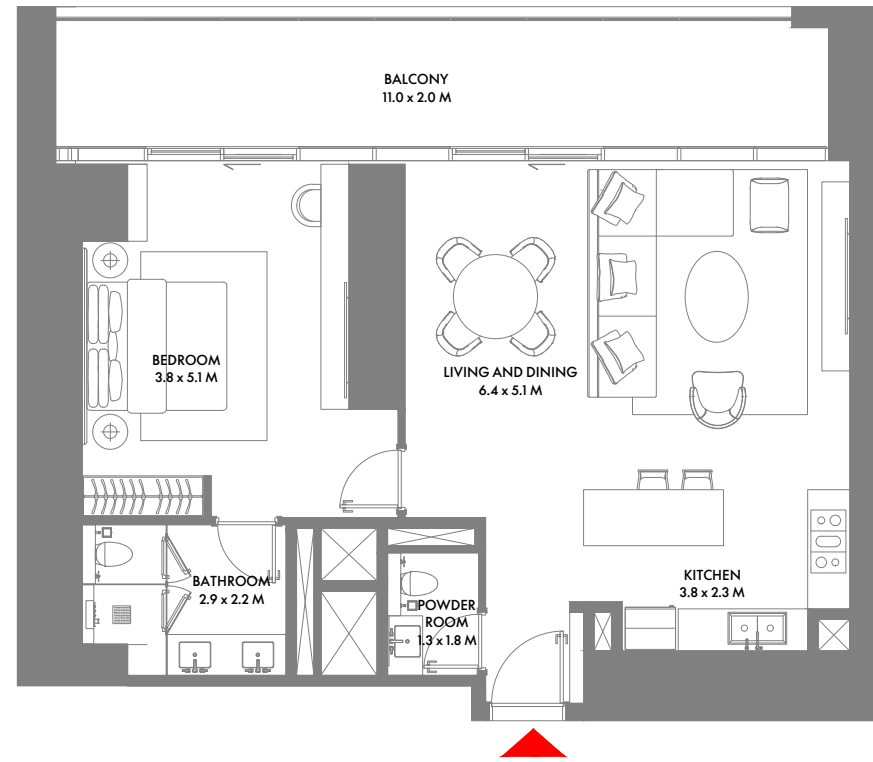 BALCONY
11.0 x 2.0 M
BEDROOM
3.8 x 5.1 M
LIVING AND DINING
6.4 x 5.1 M
BATHROOM
2.9 x 2.2 M
POWDER
ROOM
1.3 x 1.8 M
KITCHEN
3.8 x 2.3 M